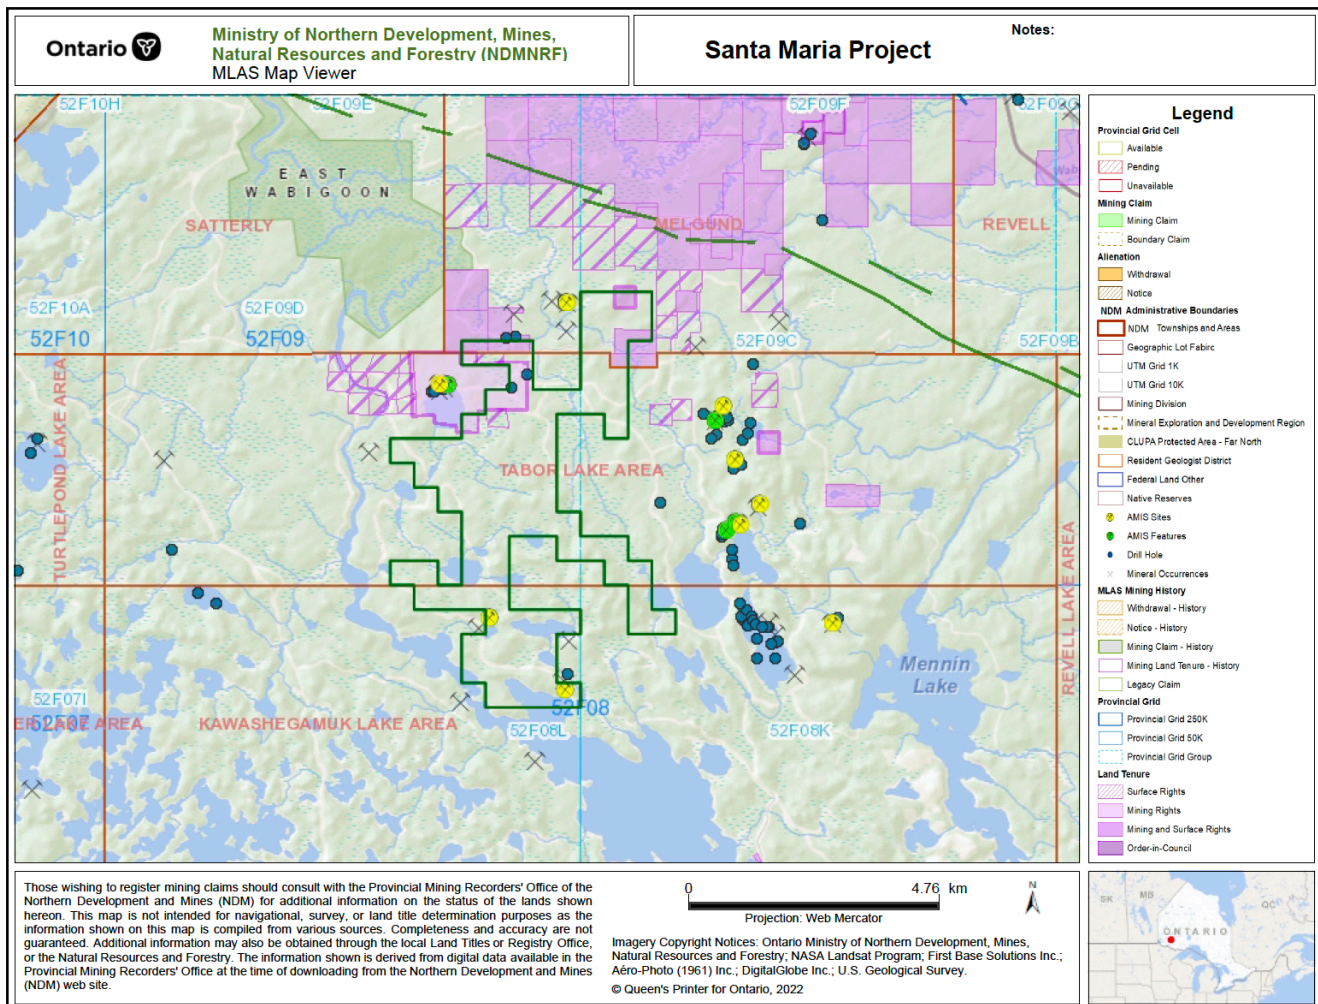 Ontario
Ministry of Northern Development, Mines,
Natural Resources and Forestry (NDMNRF)
MLAS Map Viewer
Santa Maria Project
Notes:
52F10H
52F09E
52F09F
EAST
WABIGOON
SATTERLY
MELGUND
REVELL
52F10A
52F09D
52F10
52F09
52F09C
52F09B
TURTLEPOND LAKE AREA
TABOR LAKE AREA
REVELL LAKE AREA
Mennin
Lake
52F07I
52F07
KAWASHEGAMUK LAKE AREA
52F08
52F08L
52F08K
Legend
Provincial Grid Cell
Available
Pending
Unavailable
Mining Claim
Mining Claim
Boundary Claim
Alienation
Withdrawal
Notice
NDM Administrative Boundaries
NDM Townships and Areas
Geographic Lot Fabirc
UTM Grid 1K
UTM Grid 10K
Mining Division
Mineral Exploration and Development Region
CLUPA Protected Area - Far North
Resident Geologist District
Federal Land Other
Native Reserves
AMIS Sites
AMIS Features
Drill Hole
Mineral Occurrences
MLAS Mining History
Withdrawal - History
Notice - History
Mining Claim - History
Mining Land Tenure - History
Legacy Claim
Provincial Grid
Provincial Grid 250K
Provincial Grid 50K
Provincial Grid Group
Land Tenure
Surface Rights
Mining Rights
Mining and Surface Rights
Order-in-Council
Those wishing to register mining claims should consult with the Provincial Mining Recorders' Office of the
Northern Development and Mines (NDM) for additional information on the status of the lands shown
hereon. This map is not intended for navigational, survey, or land title determination purposes as the
information shown on this map is compiled from various sources. Completeness and accuracy are not
guaranteed. Additional information may also be obtained through the local Land Titles or Registry Office,
or the Natural Resources and Forestry. The information shown is derived from digital data available in the
Provincial Mining Recorders' Office at the time of downloading from the Northern Development and Mines
(NDM) web site.
0 4.76 km
Projection: Web Mercator
N
Imagery Copyright Notices: Ontario Ministry of Northern Development, Mines,
Natural Resources and Forestry; NASA Landsat Program; First Base Solutions Inc.;
Aéro-Photo (1961) Inc.; DigitalGlobe Inc.; U.S. Geological Survey.
© Queen's Printer for Ontario, 2022
SK
MB
QC
ONTARIO